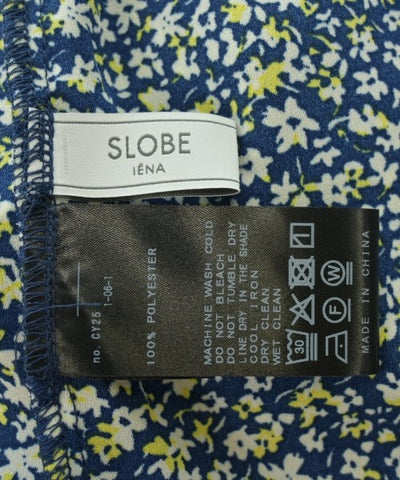 SLOBE
IÉNA
no. CY25 1-06-1
100% POLYESTER
MACHINE WASH COLD
DO NOT BLEACH
DO NOT TUMBLE DRY
DRY IN THE SHADE
COOL IRON
DRY CLEAN
WET CLEAN
30
F
W
MADE IN CHINA